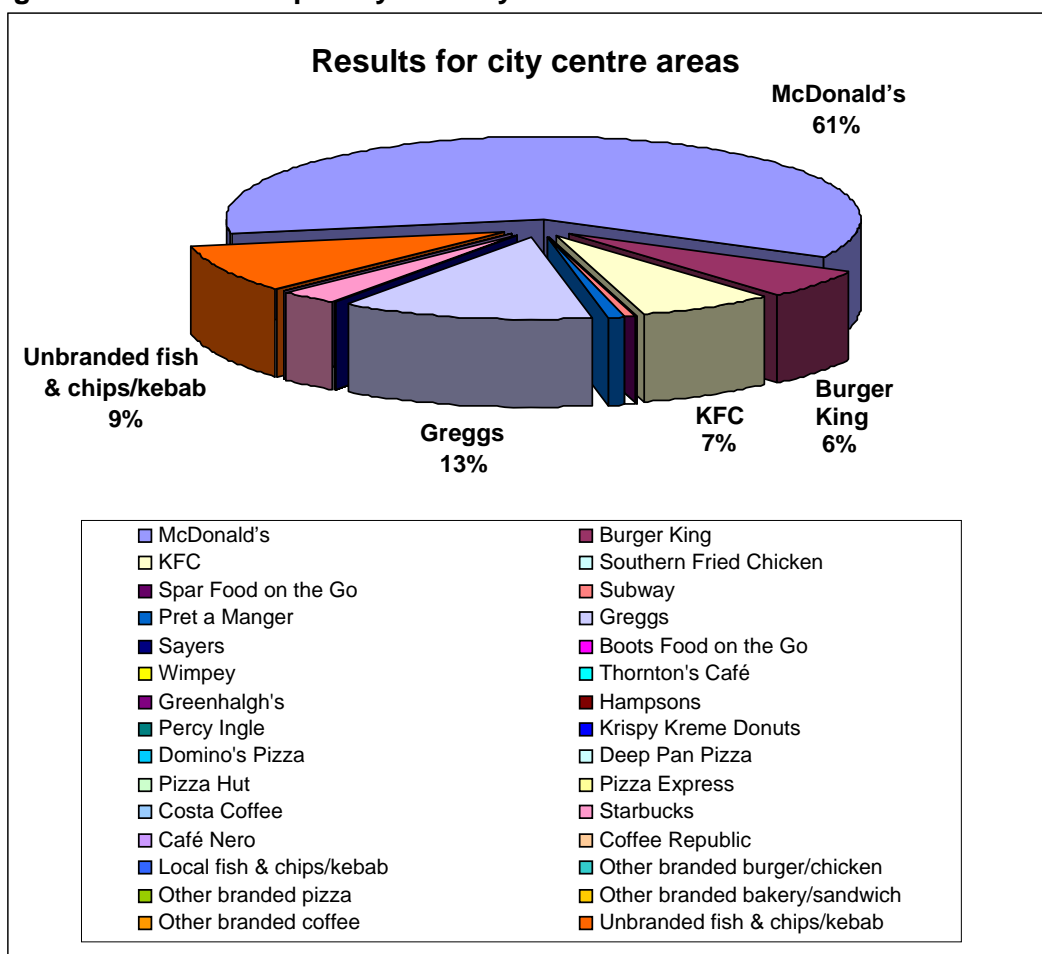 Results for city centre areas
McDonald's
61%
Unbranded fish
& chips/kebab
9%
Greggs
13%
KFC
7%
Burger
King
6%
McDonald's Burger King
KFC Southern Fried Chicken
Spar Food on the Go Subway
Pret a Manger Greggs
Sayers Boots Food on the Go
Wimpey Thornton's Café
Greenhalgh's Hampsons
Percy Ingle Krispy Kreme Donuts
Domino's Pizza Deep Pan Pizza
Pizza Hut Pizza Express
Costa Coffee Starbucks
Café Nero Coffee Republic
Local fish & chips/kebab Other branded burger/chicken
Other branded pizza Other branded bakery/sandwich
Other branded coffee Unbranded fish & chips/kebab